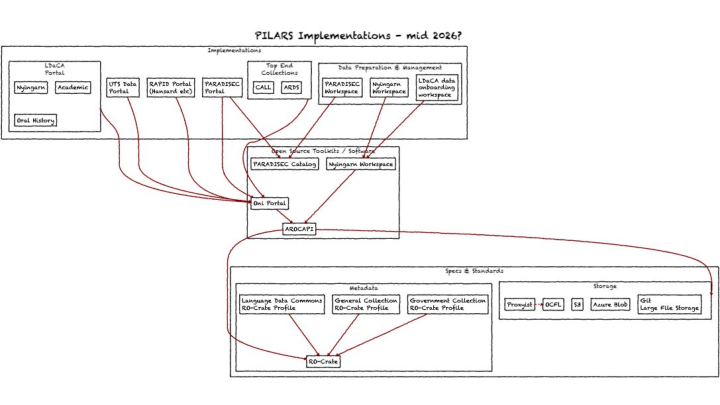 PILARS Implementations - mid 2026?
Implementations
LDaCA
Portal
Nyingarn
Academic
Oral History
UTS Data
Portal
RAPID Portal
(Hansard etc)
PARADISEC
Portal
Top End
Collections
CALL
ARDS
Data Preparation & Management
PARADISEC
Workspace
Nyingarn
Workspace
LDaCA data
onboarding
workspace
Open Source Toolkits / Software
PARADISEC Catalog
Nyingarn Workspace
Oni Portal
AROCAPI
Specs & Standards
Metadata
Language Data Commons
RO-Crate Profile
General Collection
RO-Crate Profile
Government Collection
RO-Crate Profile
RO-Crate
Storage
Proxyist
OCFL
S3
Azure Blob
Git
Large File Storage